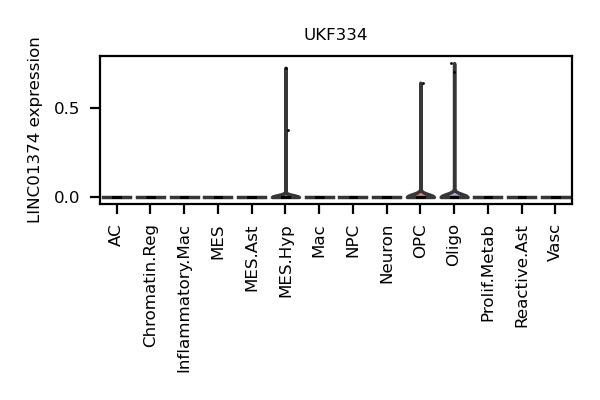 UKF334
LINC01374 expression
0.5
0.0
AC
Chromatin.Reg
Inflammatory.Mac
MES
MES.Ast
MES.Hyp
Mac
NPC
Neuron
OPC
Oligo
Prolif.Metab
Reactive.Ast
Vasc